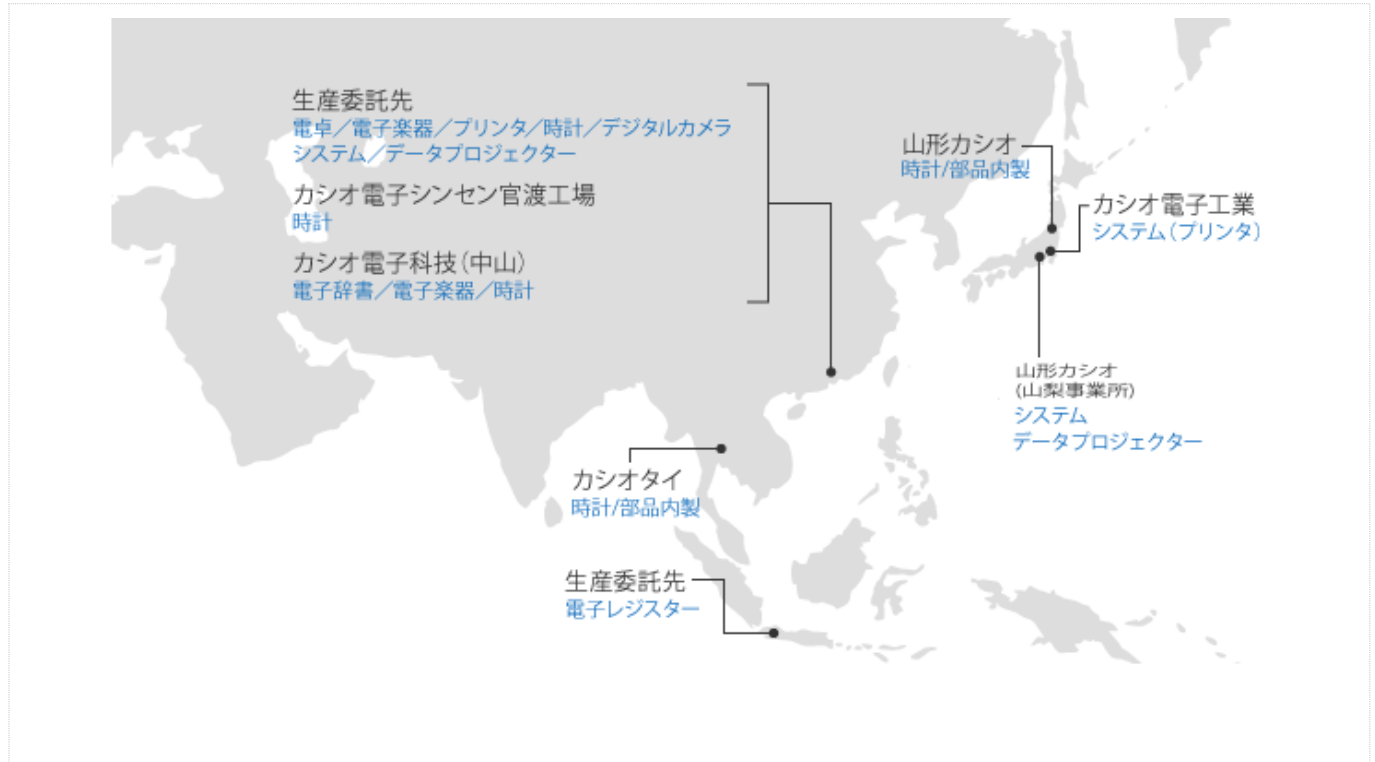 生産委託先
電卓／電子楽器／プリンタ／時計／デジタルカメラ
システム／データプロジェクター
カシオ電子シンセン官渡工場
時計
カシオ電子科技（中山）
電子辞書／電子楽器／時計
山形カシオ
時計/部品内製
カシオ電子工業
システム（プリンタ）
山形カシオ
(山梨事業所)
システム
データプロジェクター
カシオタイ
時計/部品内製
生産委託先
電子レジスター